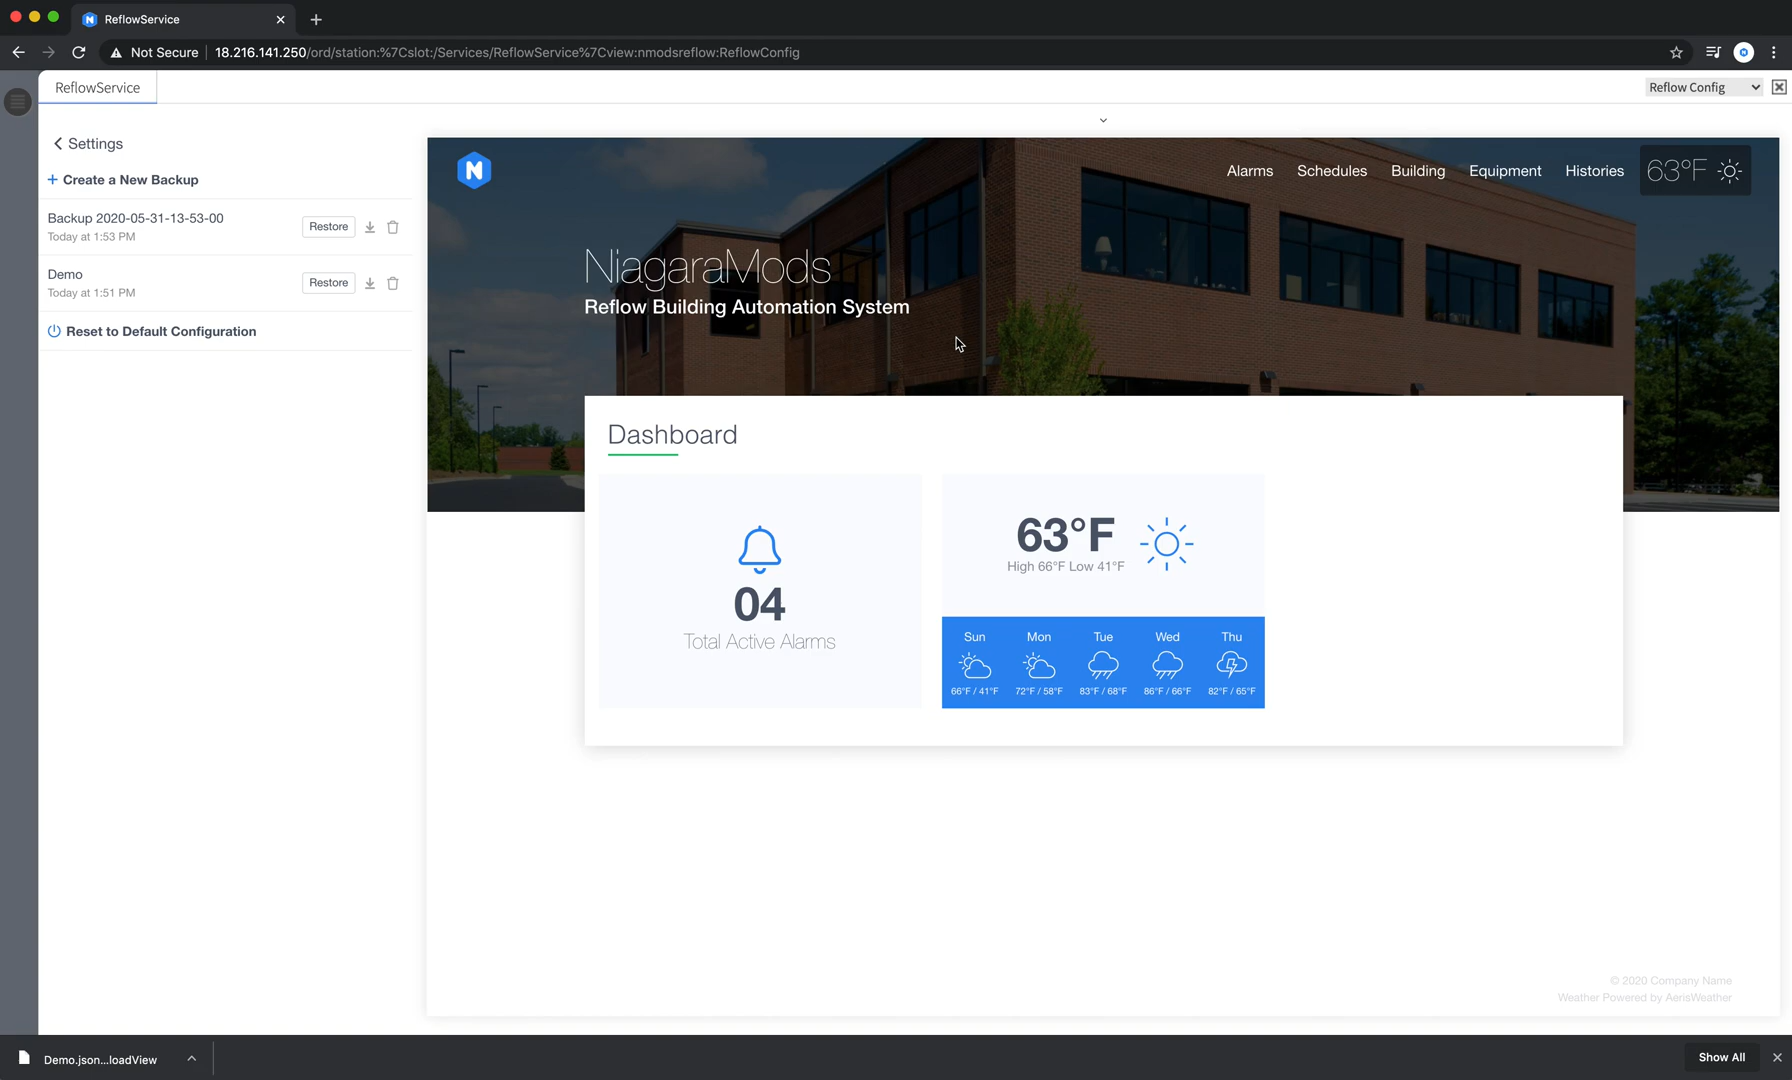 ReflowService
Not Secure
18.216.141.250/ord/station:%7Cslot:/Services/ReflowService%7Cview:nmodsreflow:ReflowConfig
ReflowService
Reflow Config
Settings
+ Create a New Backup
Backup 2020-05-31-13-53-00
Today at 1:53 PM
Restore
Demo
Today at 1:51 PM
Restore
Reset to Default Configuration
N
Alarms Schedules Building Equipment Histories 63°F
NiagaraMods
Reflow Building Automation System
Dashboard
04
Total Active Alarms
63°F
High 66°F Low 41°F
Sun Mon Tue Wed Thu
66°F / 41°F 72°F / 58°F 83°F / 68°F 86°F / 66°F 82°F / 65°F
© 2020 Company Name
Weather Powered by AerisWeather
Demo.json...loadView
Show All